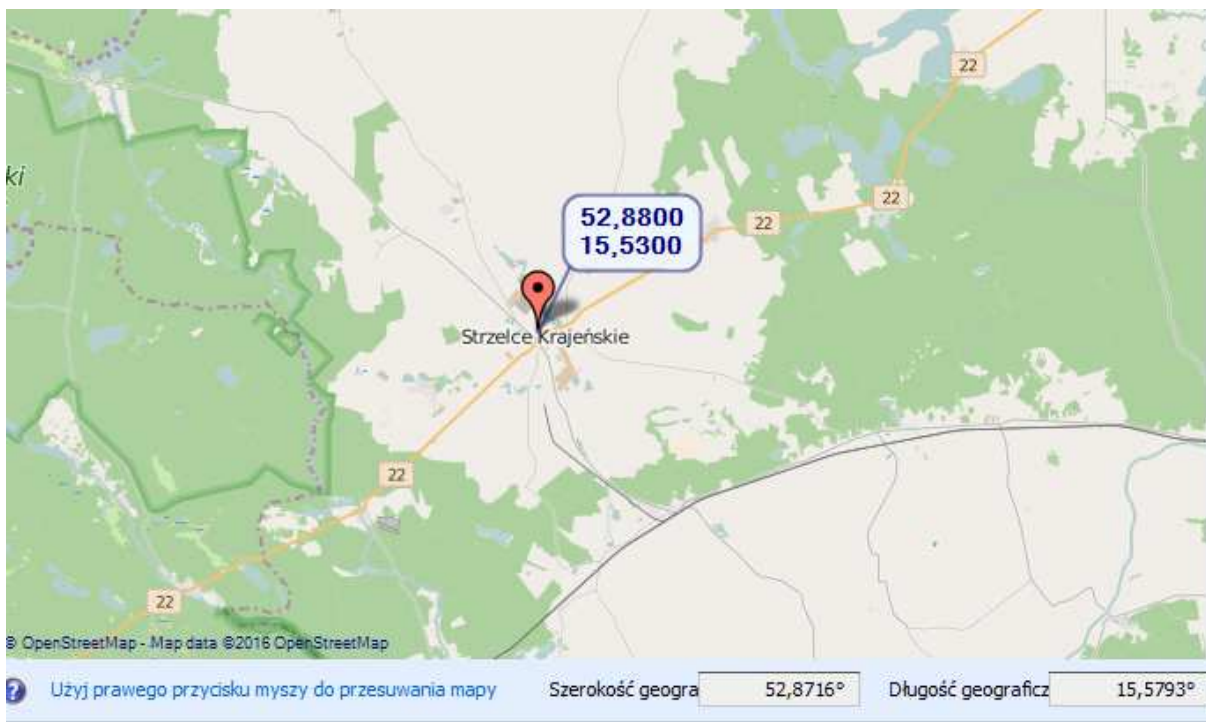 22
ki
22
52,8800
15,5300
22
Strzelce Krajeńskie
22
22
© OpenStreetMap - Map data ©2016 OpenStreetMap
Użyj prawego przycisku myszy do przesuwania mapy Szerokość geogra 52,8716° Długość geograficz 15,5793°